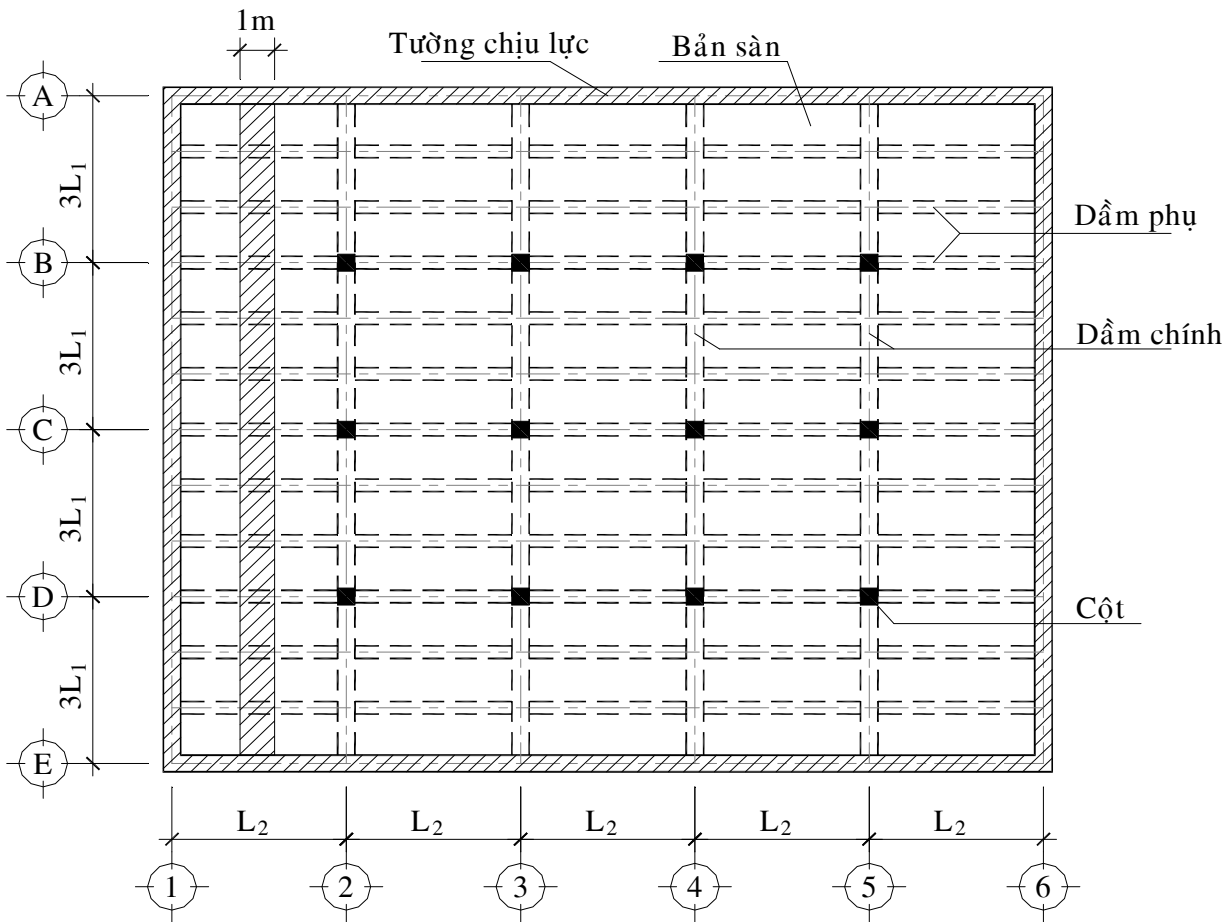 1m
Tường chịu lực
Bản sàn
A
3L1
Dầm phụ
B
3L1
Dầm chính
C
3L1
D
Cột
3L1
E
L2 L2 L2 L2 L2
1 2 3 4 5 6